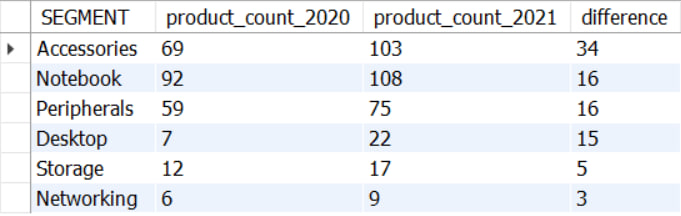 SEGMENT product_count_2020 product_count_2021 difference
Accessories 69 103 34
Notebook 92 108 16
Peripherals 59 75 16
Desktop 7 22 15
Storage 12 17 5
Networking 6 9 3